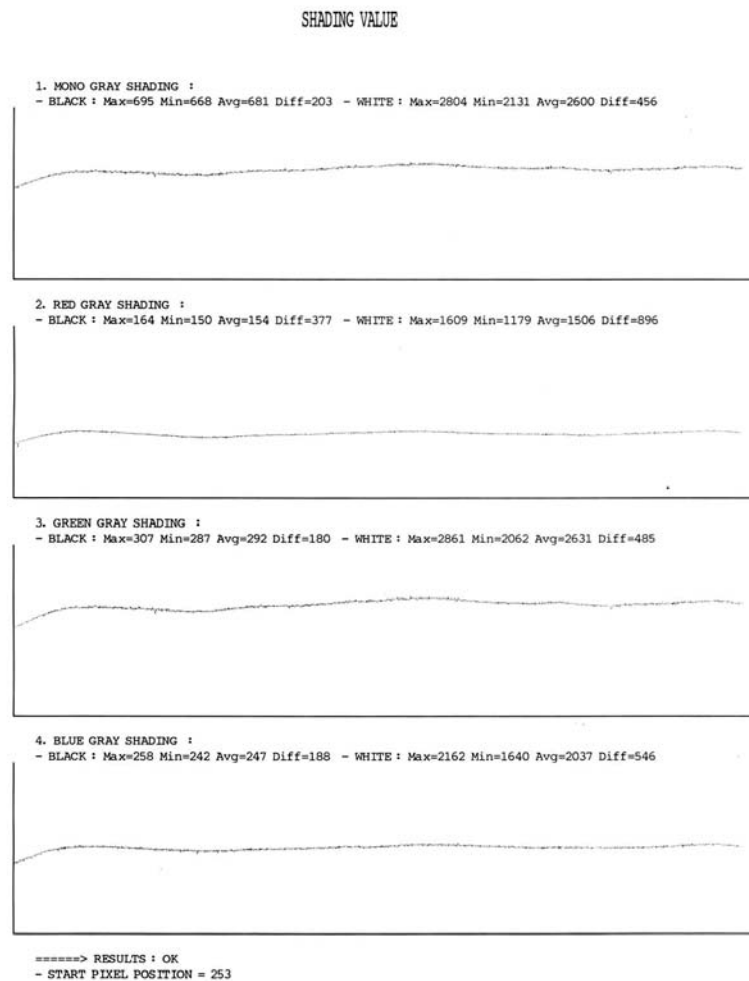 SHADING VALUE
1. MONO GRAY SHADING :
- BLACK : Max=695 Min=668 Avg=681 Diff=203 - WHITE : Max=2804 Min=2131 Avg=2600 Diff=456
2. RED GRAY SHADING :
- BLACK : Max=164 Min=150 Avg=154 Diff=377 - WHITE : Max=1609 Min=1179 Avg=1506 Diff=896
3. GREEN GRAY SHADING :
- BLACK : Max=307 Min=287 Avg=292 Diff=180 - WHITE : Max=2861 Min=2062 Avg=2631 Diff=485
4. BLUE GRAY SHADING :
- BLACK : Max=258 Min=242 Avg=247 Diff=188 - WHITE : Max=2162 Min=1640 Avg=2037 Diff=546
======> RESULTS : OK
- START PIXEL POSITION = 253